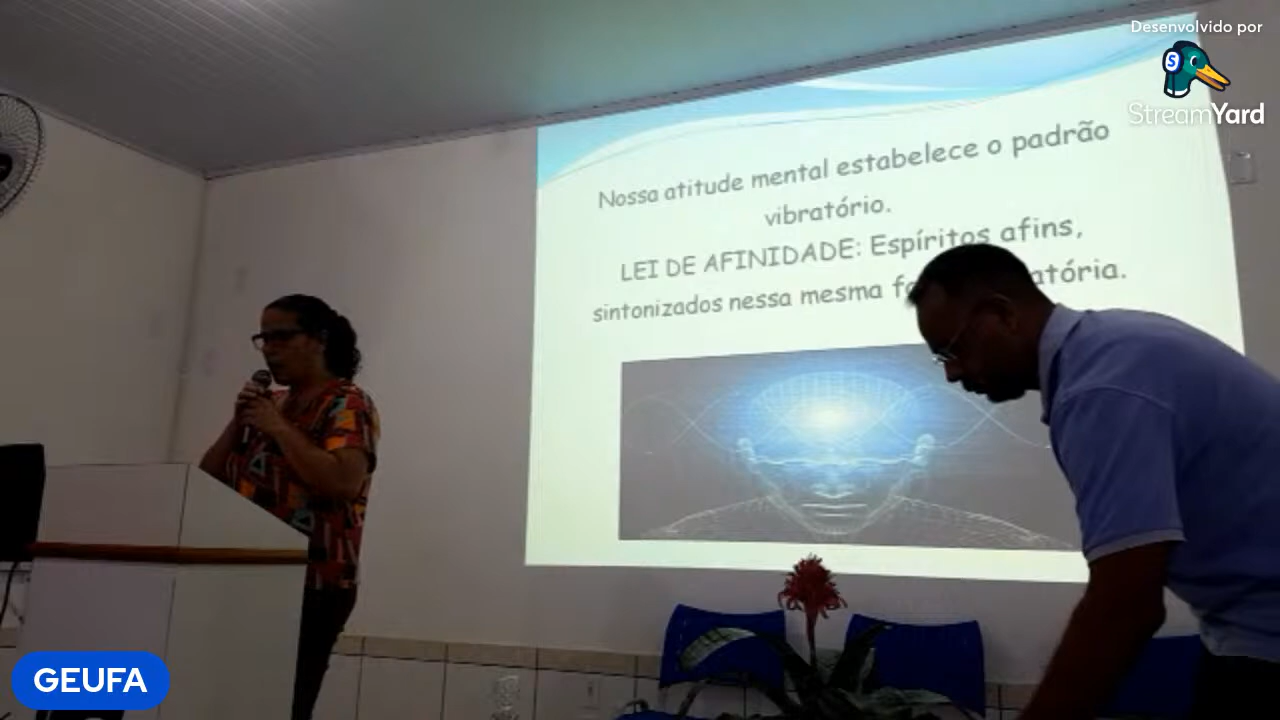 Desenvolvido por
StreamYard
Nossa atitude mental estabelece o padrão
vibratório.
LEI DE AFINIDADE: Espíritos afins,
sintonizados nessa mesma
GEUFA